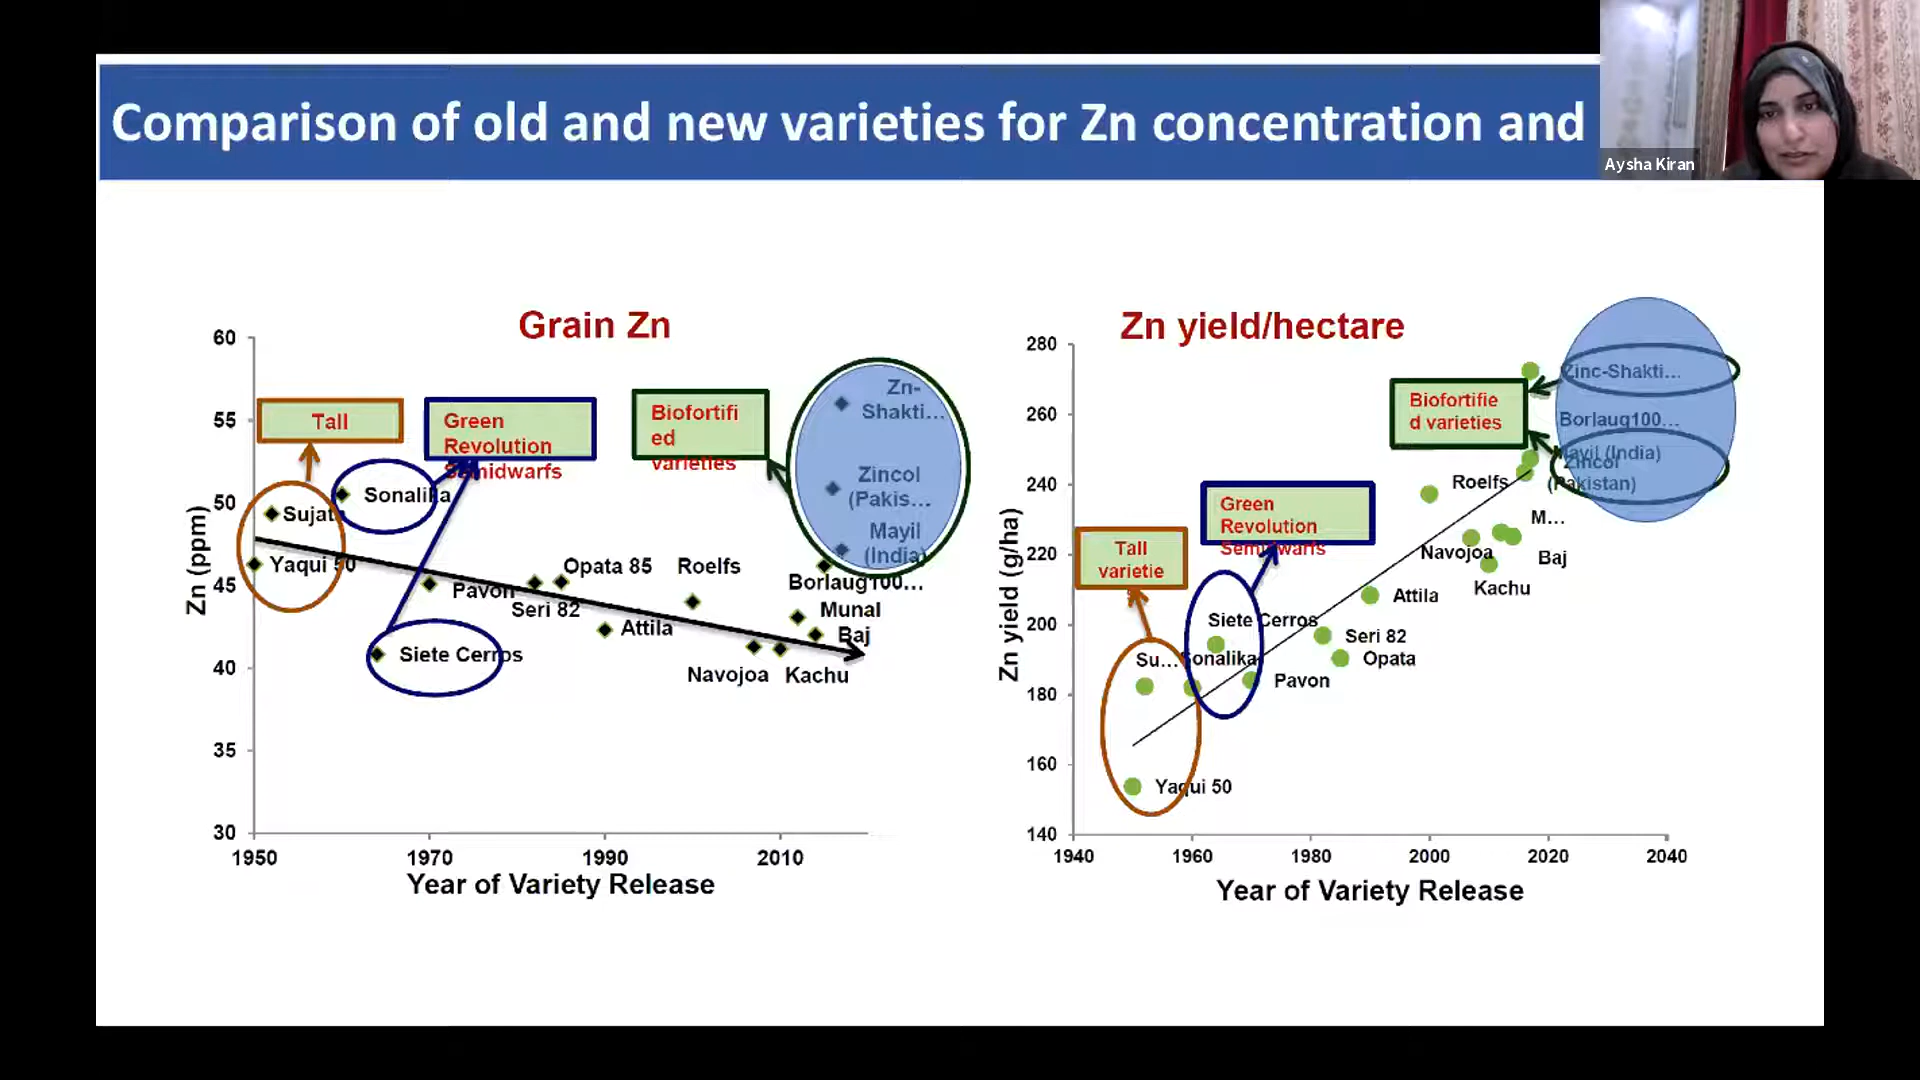 Comparison of old and new varieties for Zn concentration and
Aysha Kiran
Grain Zn
60
55
50
45
40
35
30
Zn (ppm)
1950
1970
1990
2010
Year of Variety Release
Tall
Green
Revolution
Semidwarfs
Biofortifi
ed
varieties
Zn-
Shakti...
Zincol
(Pakis...
Mayil
(India)
Sonalika
Sujata
Yaqui 50
Opata 85
Roelfs
Borlaug100...
Pavon
Seri 82
Munal
Attila
Baj
Siete Cerros
Navojoa
Kachu
Zn yield/hectare
280
260
240
220
200
180
160
140
Zn yield (g/ha)
1940
1960
1980
2000
2020
2040
Year of Variety Release
Biofortifie
d varieties
Zinc-Shakti...
Borlaug100...
Mayil (India)
Zincol
(Pakistan)
Green
Revolution
Semidwarfs
Tall
varietie
Roelfs
M...
Navojoa
Baj
Kachu
Attila
Siete Cerros
Seri 82
Su...
Sonalika
Opata
Pavon
Yaqui 50